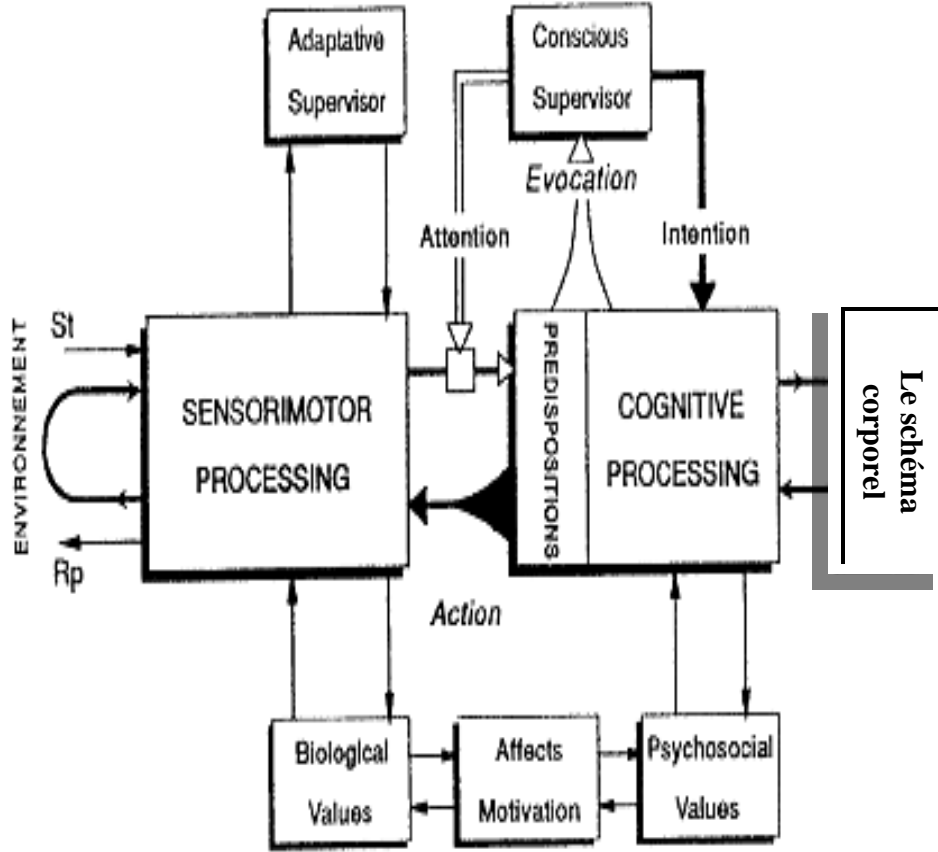 Adaptative
Supervisor
Conscious
Supervisor
Evocation
Attention
Intention
ENVIRONNEMENT
St
Rp
SENSORIMOTOR
PROCESSING
PREDISPOSITIONS
COGNITIVE
PROCESSING
Le schéma
corporel
Action
Biological
Values
Affects
Motivation
Psychosocial
Values